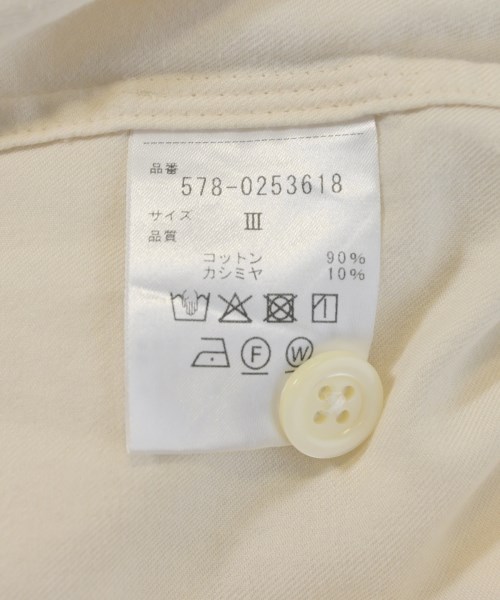 品番
578-0253618
サイズ Ⅲ
品質
コットン 90%
カシミヤ 10%
F W